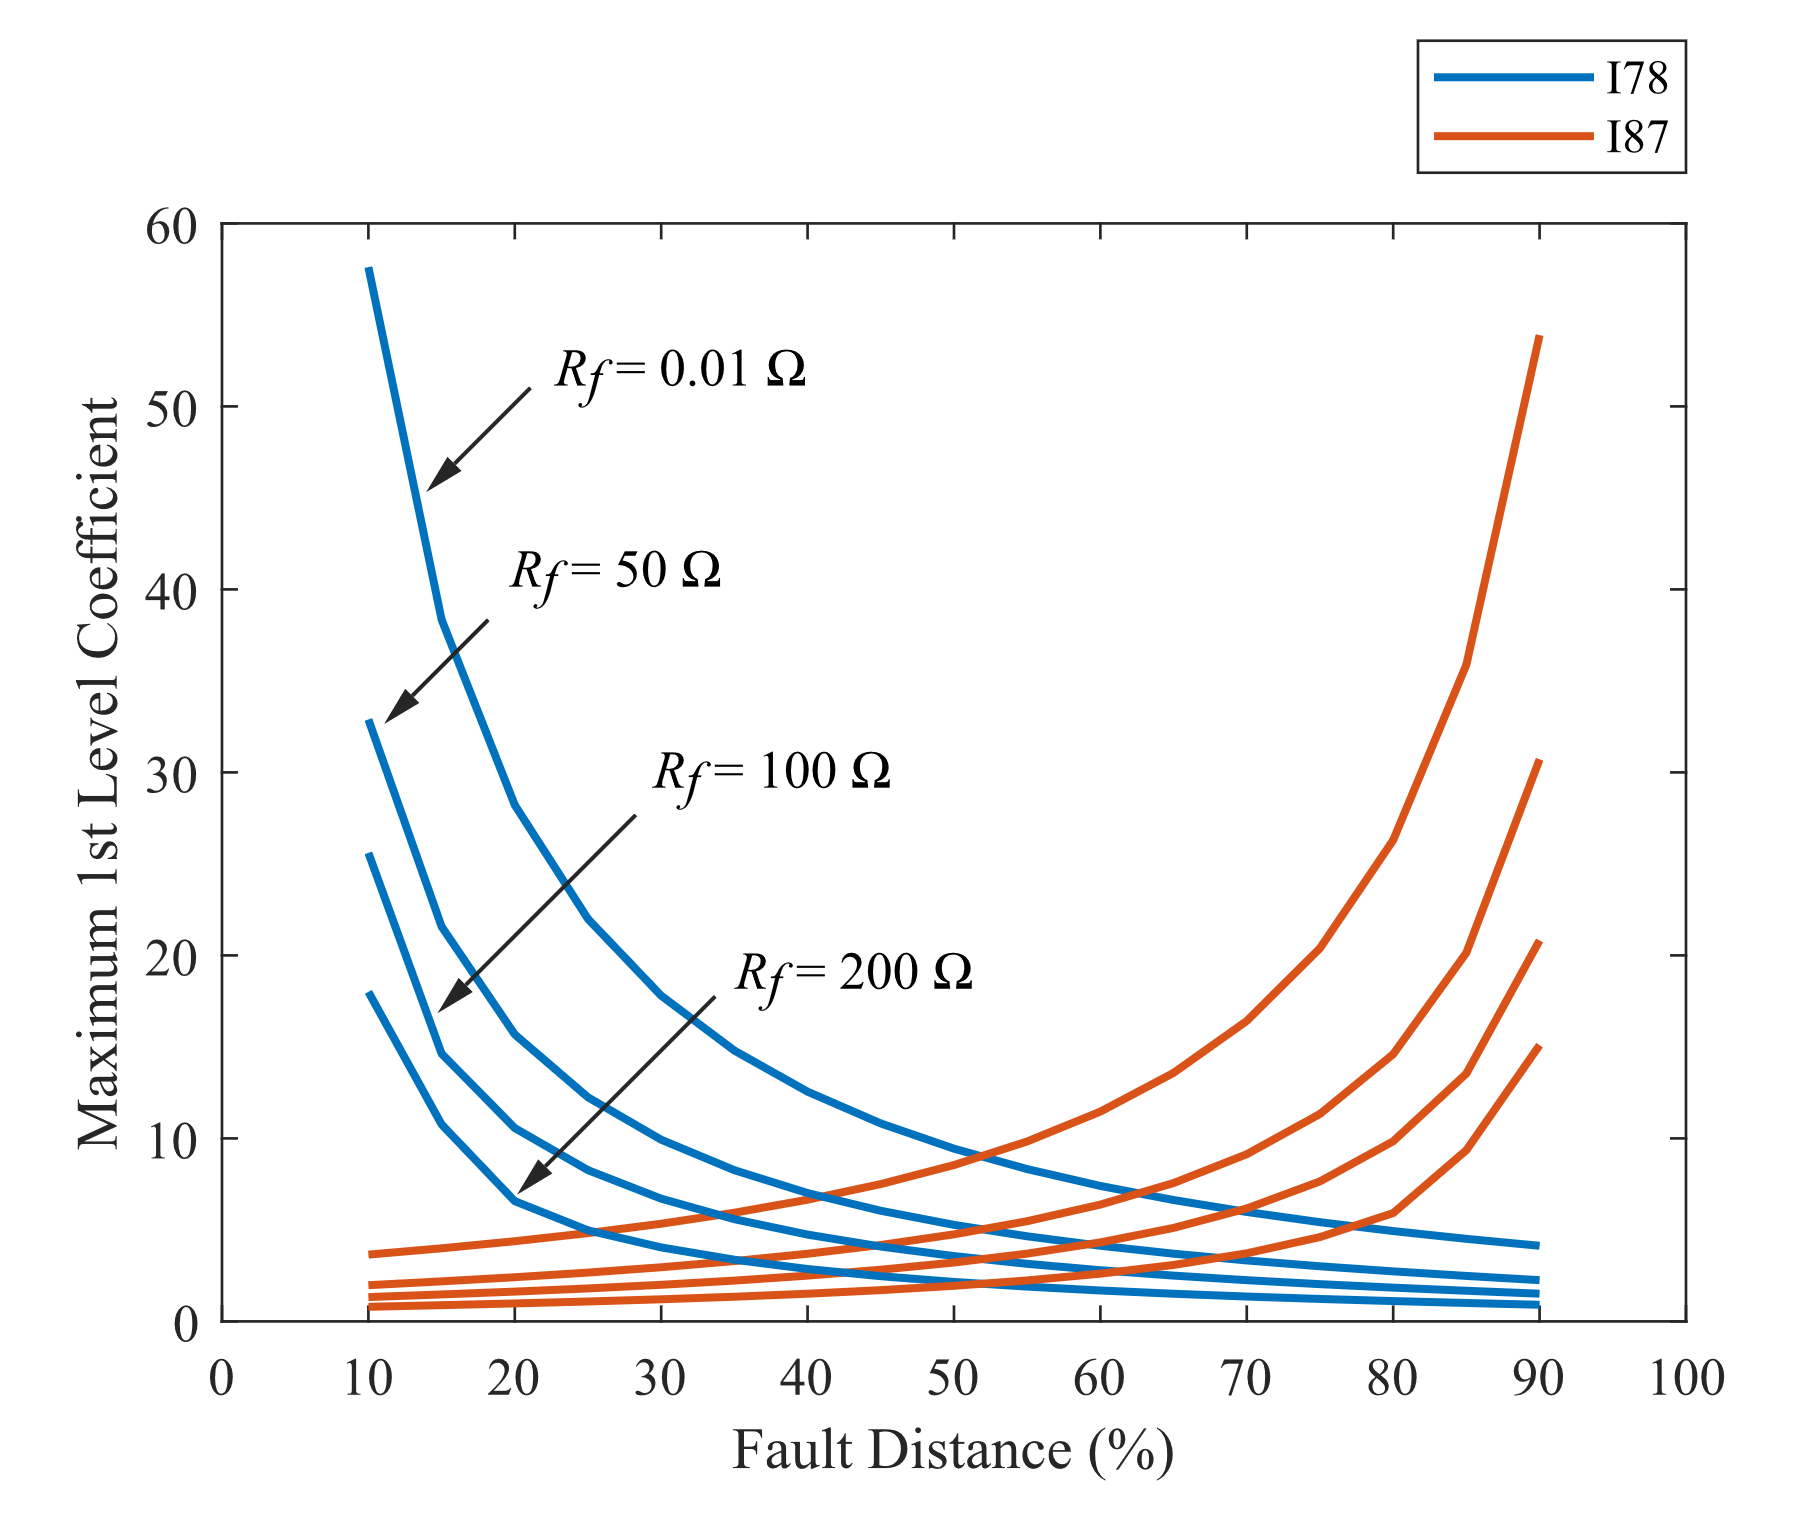 I78
I87
60
50
40
30
20
10
0
Maximum 1st Level Coefficient
Rf = 0.01 Ω
Rf = 50 Ω
Rf = 100 Ω
Rf = 200 Ω
0 10 20 30 40 50 60 70 80 90 100
Fault Distance (%)